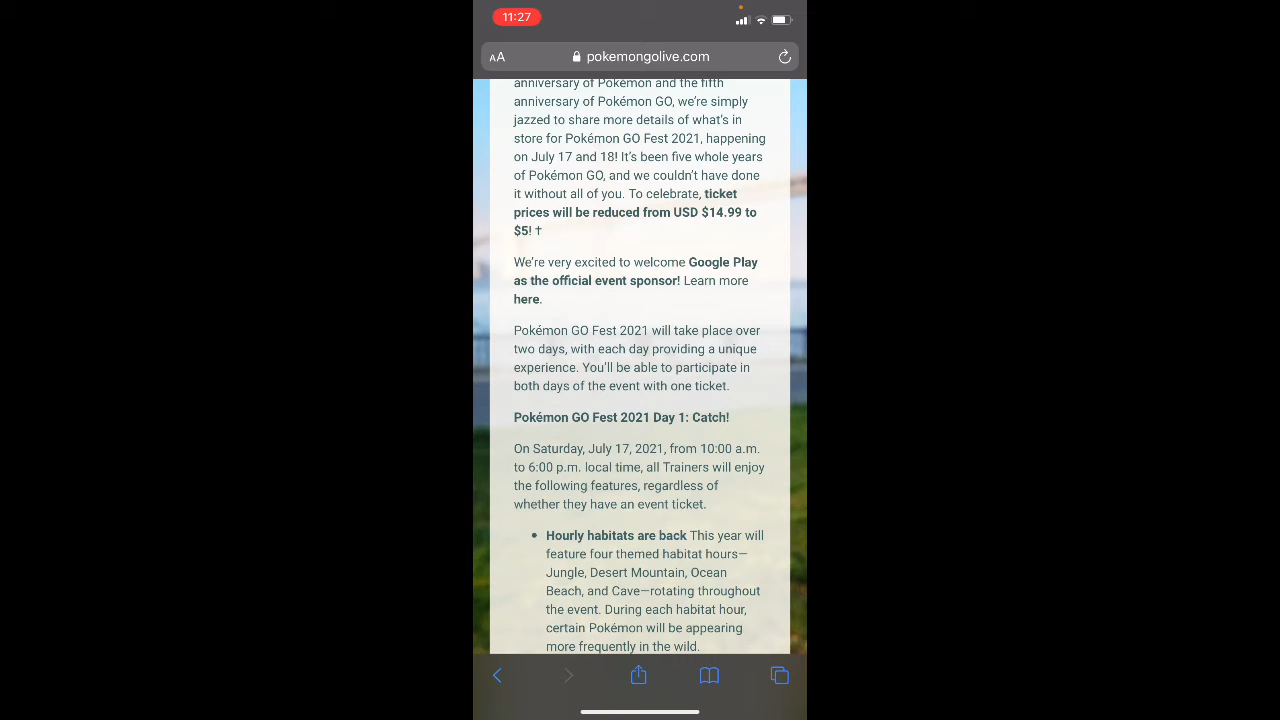 11:27
AA
pokemongolive.com
anniversary of Pokémon and the fifth
anniversary of Pokémon GO, we're simply
jazzed to share more details of what's in
store for Pokémon GO Fest 2021, happening
on July 17 and 18! It's been five whole years
of Pokémon GO, and we couldn't have done
it without all of you. To celebrate, ticket
prices will be reduced from USD $14.99 to
$5! †
We're very excited to welcome Google Play
as the official event sponsor! Learn more
here.
Pokémon GO Fest 2021 will take place over
two days, with each day providing a unique
experience. You'll be able to participate in
both days of the event with one ticket.
Pokémon GO Fest 2021 Day 1: Catch!
On Saturday, July 17, 2021, from 10:00 a.m.
to 6:00 p.m. local time, all Trainers will enjoy
the following features, regardless of
whether they have an event ticket.
• Hourly habitats are back This year will
feature four themed habitat hours—
Jungle, Desert Mountain, Ocean
Beach, and Cave—rotating throughout
the event. During each habitat hour,
certain Pokémon will be appearing
more frequently in the wild.